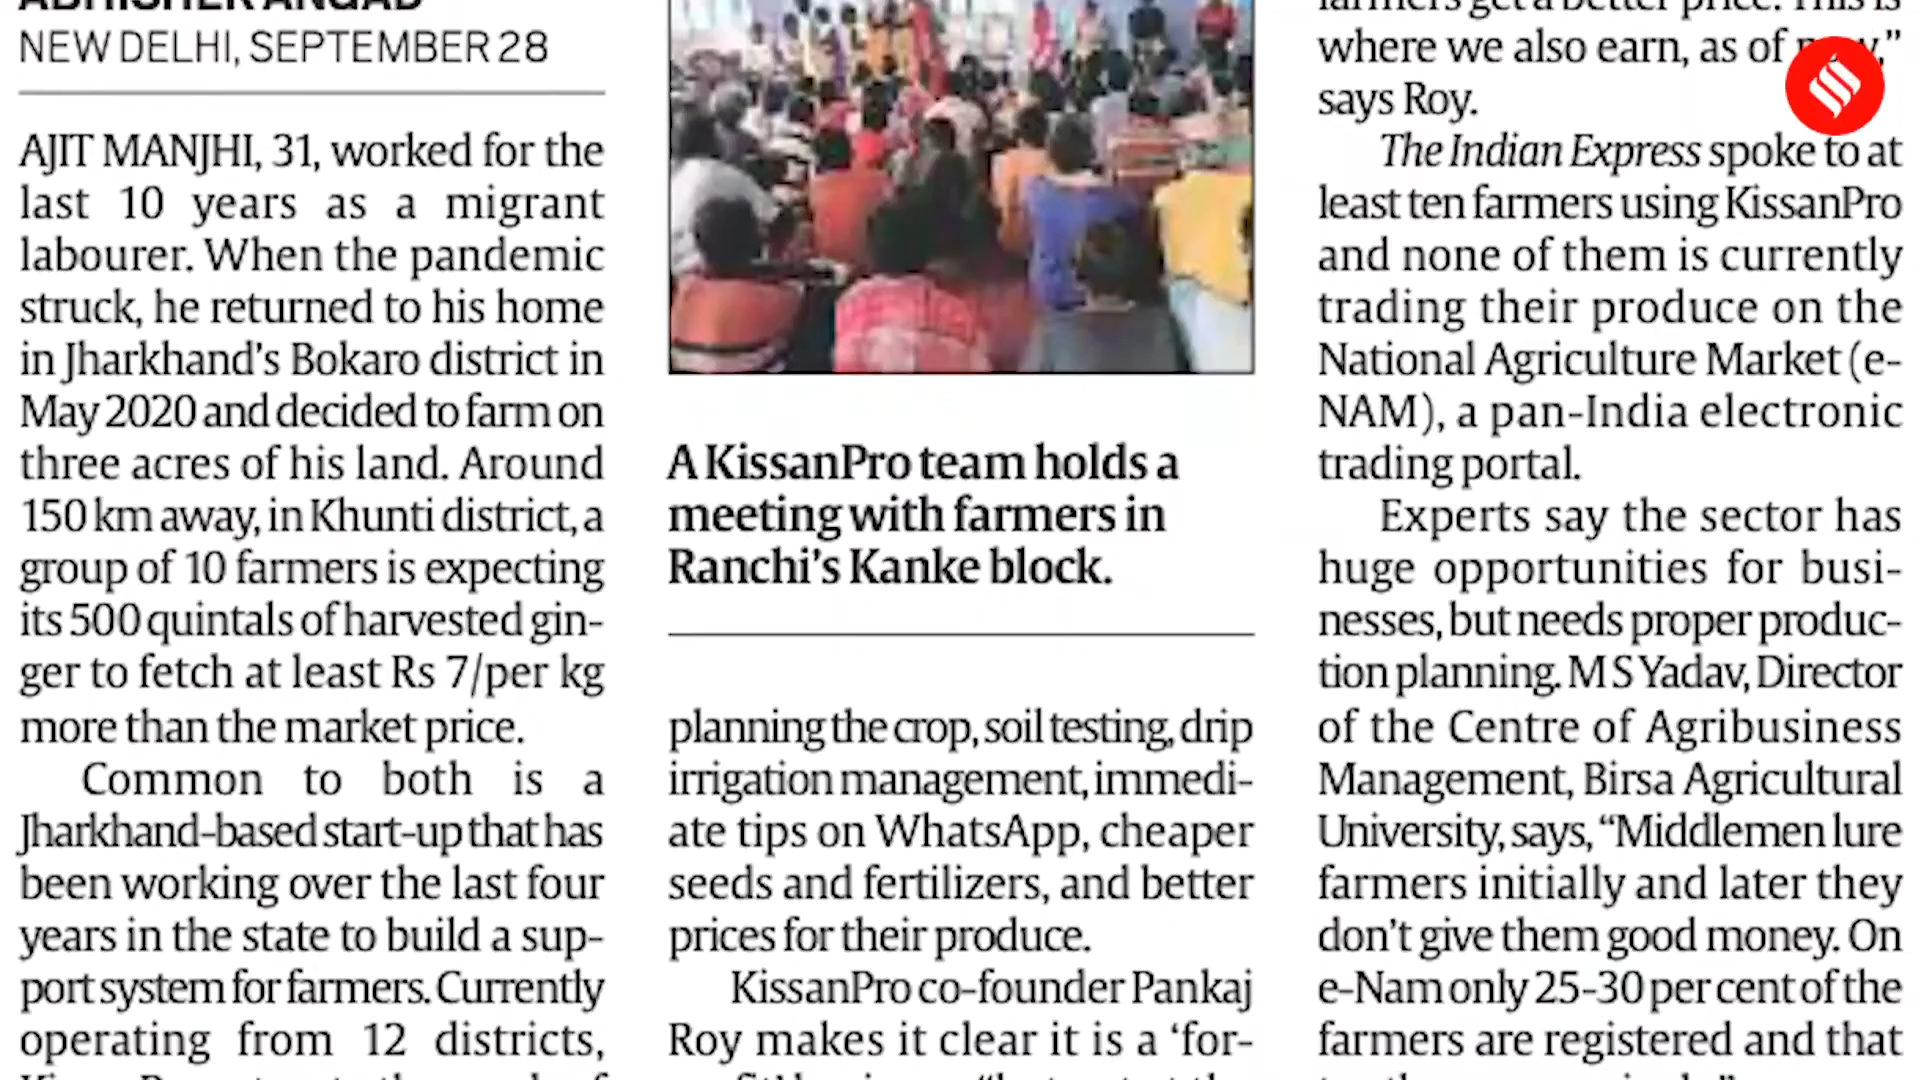 ABHISHEK ANGAD
NEW DELHI, SEPTEMBER 28
AJIT MANJHI, 31, worked for the
last 10 years as a migrant
labourer. When the pandemic
struck, he returned to his home
in Jharkhand's Bokaro district in
May 2020 and decided to farm on
three acres of his land. Around
150 km away, in Khunti district, a
group of 10 farmers is expecting
its 500 quintals of harvested gin-
ger to fetch at least Rs 7/per kg
more than the market price.
Common to both is a
Jharkhand-based start-up that has
been working over the last four
years in the state to build a sup-
port system for farmers. Currently
operating from 12 districts,
A KissanPro team holds a
meeting with farmers in
Ranchi's Kanke block.
planning the crop, soil testing, drip
irrigation management, immedi-
ate tips on WhatsApp, cheaper
seeds and fertilizers, and better
prices for their produce.
KissanPro co-founder Pankaj
Roy makes it clear it is a ‘for-
farmers get a better price. This is
where we also earn, as of now,”
says Roy.
The Indian Express spoke to at
least ten farmers using KissanPro
and none of them is currently
trading their produce on the
National Agriculture Market (e-
NAM), a pan-India electronic
trading portal.
Experts say the sector has
huge opportunities for busi-
nesses, but needs proper produc-
tion planning. M S Yadav, Director
of the Centre of Agribusiness
Management, Birsa Agricultural
University, says, “Middlemen lure
farmers initially and later they
don't give them good money. On
e-Nam only 25-30 per cent of the
farmers are registered and that